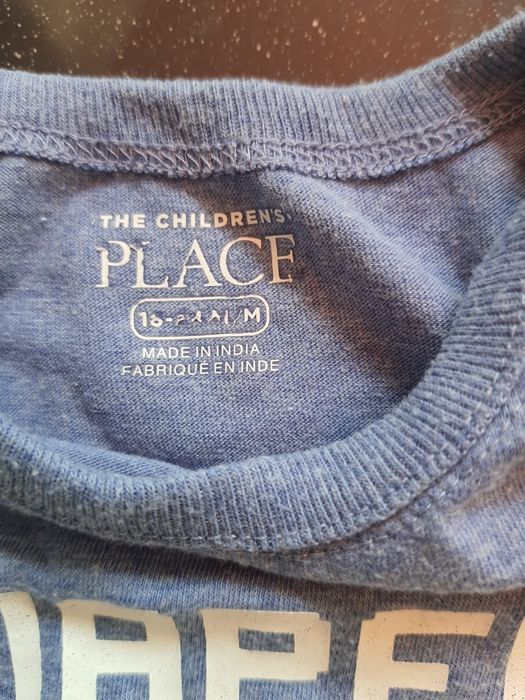 THE CHILDREN'S
PLACE
MADE IN INDIA
FABRIQUÉ EN INDE